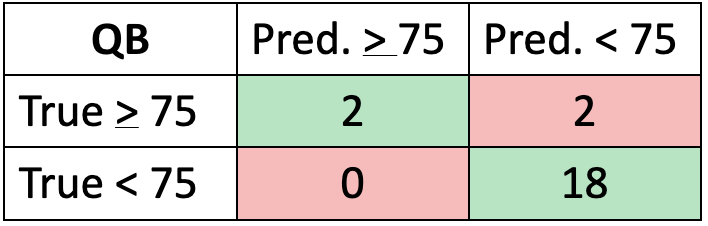 QB Pred. ≥ 75 Pred. < 75
True ≥ 75 2 2
True < 75 0 18